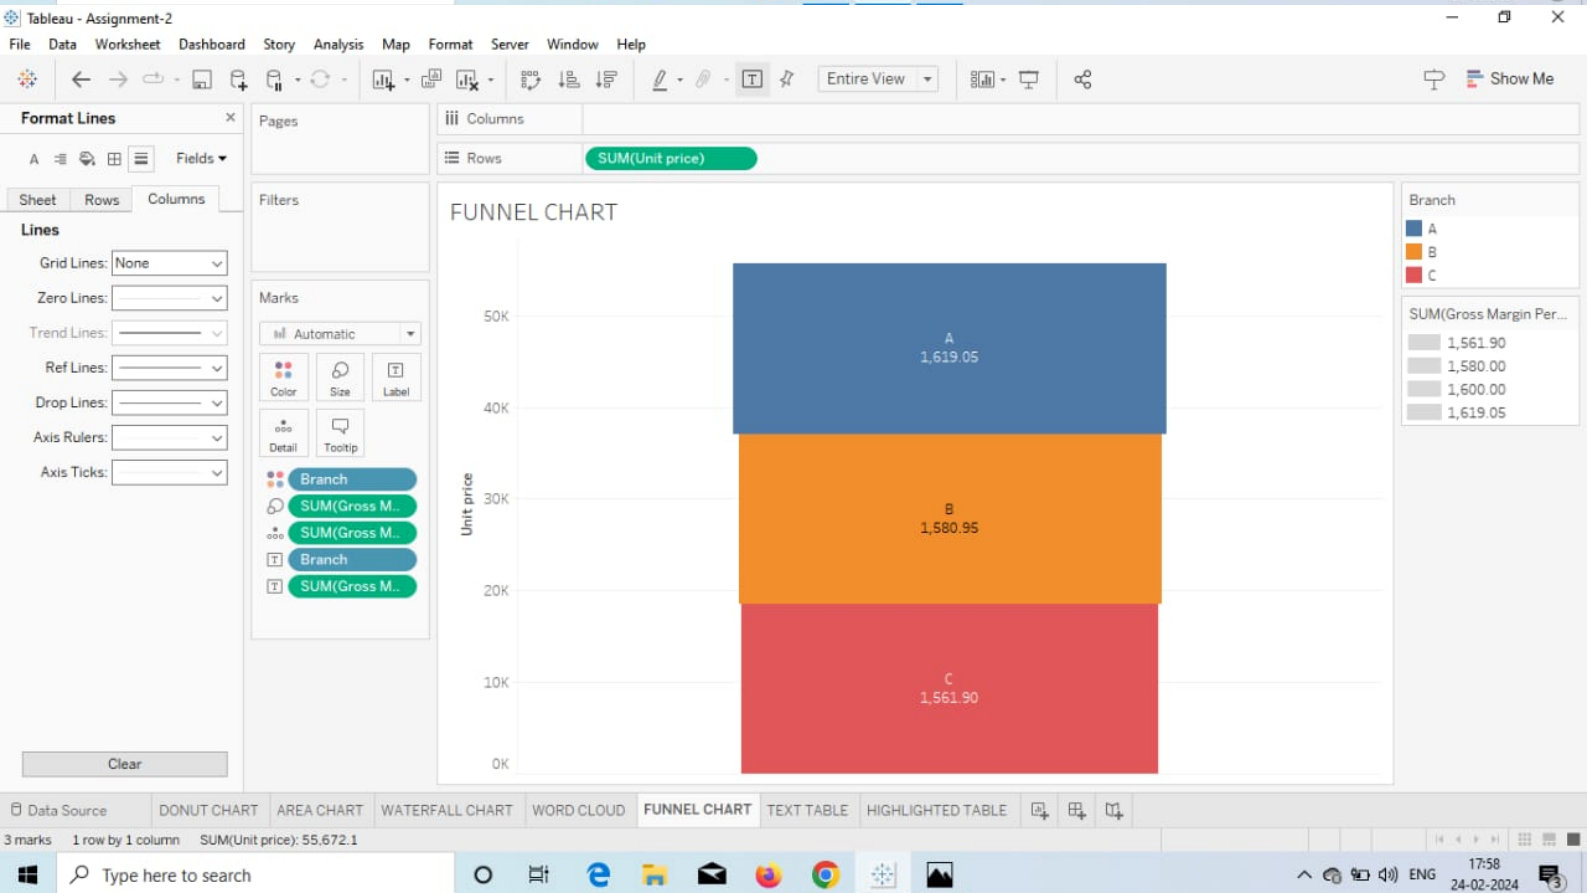 Tableau - Assignment-2
File Data Worksheet Dashboard Story Analysis Map Format Server Window Help
Entire View
Show Me
Format Lines
Fields
Sheet Rows Columns
Lines
Grid Lines: None
Zero Lines:
Trend Lines:
Ref Lines:
Drop Lines:
Axis Rulers:
Axis Ticks:
Clear
Pages
Filters
Marks
Automatic
Color Size Label
Detail Tooltip
Branch
SUM(Gross M..
SUM(Gross M..
Branch
SUM(Gross M..
Columns
Rows SUM(Unit price)
FUNNEL CHART
Unit price
50K
40K
30K
20K
10K
0K
A
1,619.05
B
1,580.95
C
1,561.90
Branch
A
B
C
SUM(Gross Margin Per...
1,561.90
1,580.00
1,600.00
1,619.05
Data Source DONUT CHART AREA CHART WATERFALL CHART WORD CLOUD FUNNEL CHART TEXT TABLE HIGHLIGHTED TABLE
3 marks 1 row by 1 column SUM(Unit price): 55,672.1
Type here to search
ENG
17:58
24-02-2024
3